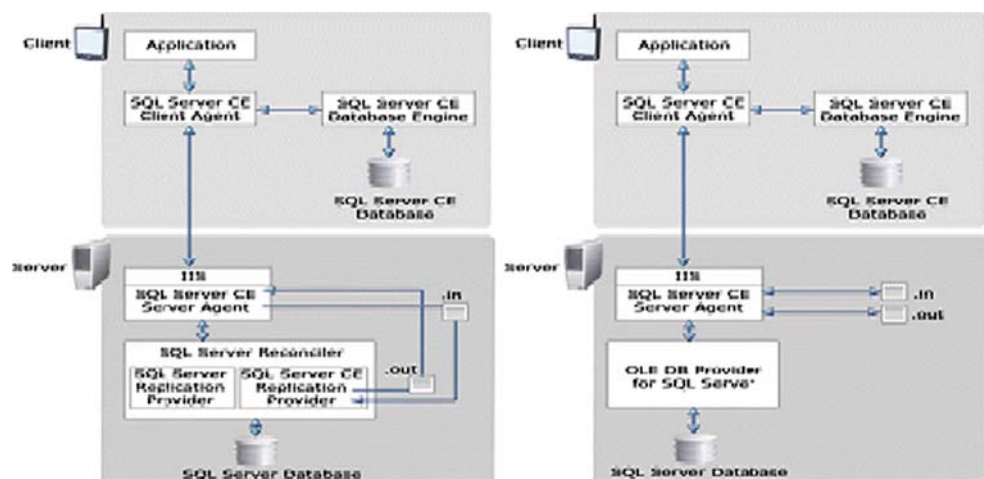 Client
Application
SQL Server CE
Client Agent
SQL Server CE
Database Engine
SQL Server CE
Database
Server
IIS
SQL Server CE
Server Agent
.in
SQL Server Reconciler
.out
SQL Server
Replication
Provider
SQL Server CE
Replication
Provider
SQL Server Database
Client
Application
SQL Server CE
Client Agent
SQL Server CE
Database Engine
SQL Server CE
Database
Server
IIS
SQL Server CE
Server Agent
.in
.out
OLE DB Provider
for SQL Server
SQL Server Database